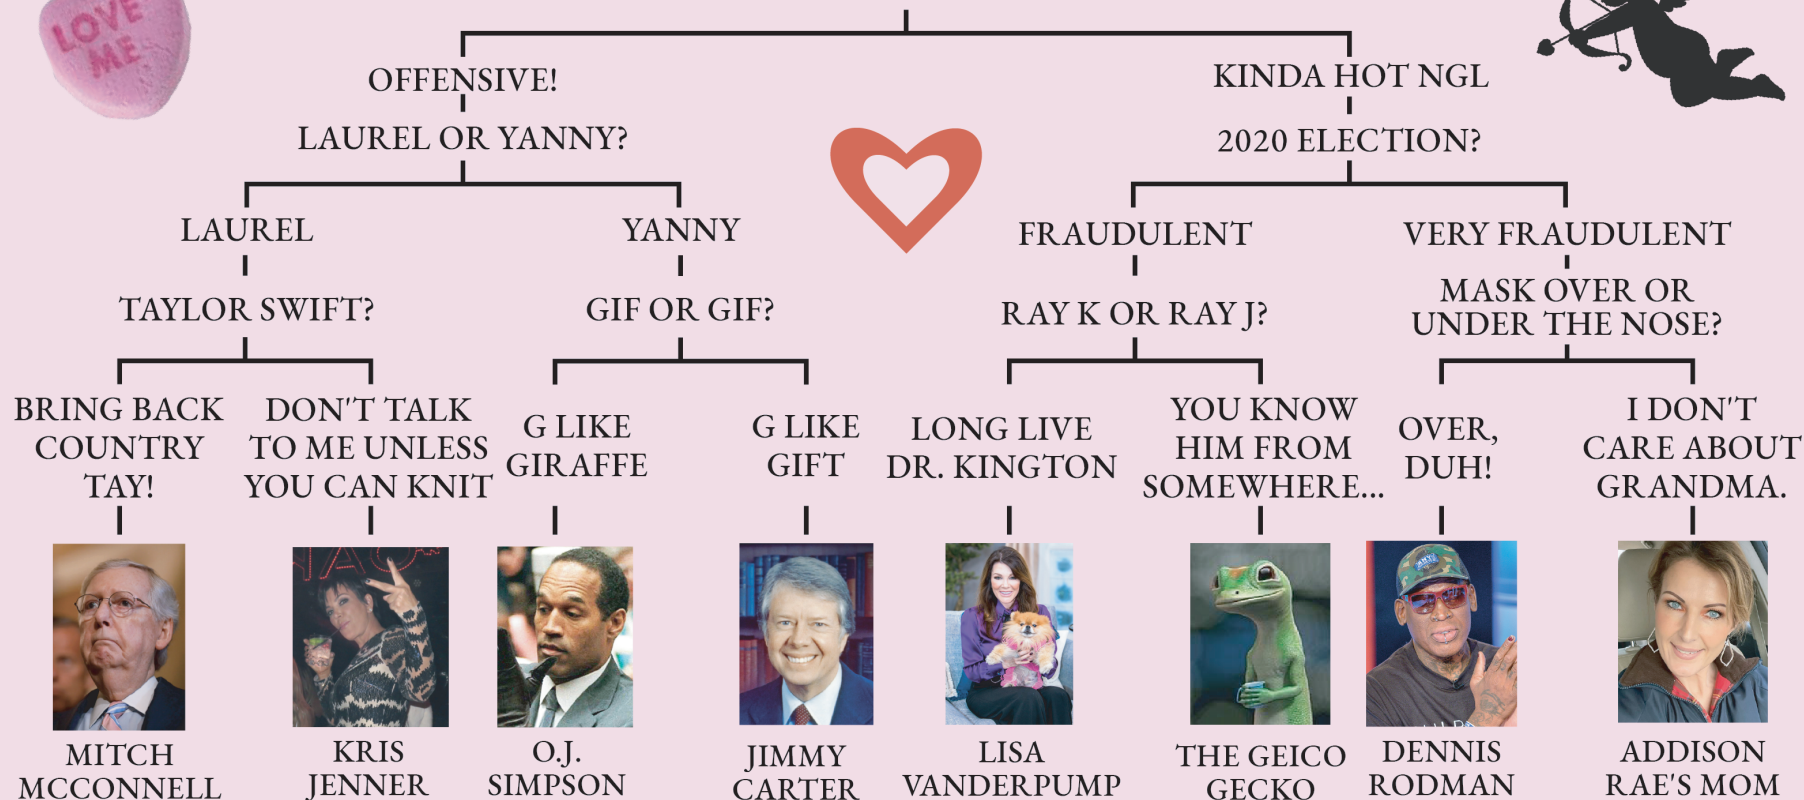 LOVE
ME
OFFENSIVE!
KINDA HOT NGL
LAUREL OR YANNY?
2020 ELECTION?
LAUREL
YANNY
FRAUDULENT
VERY FRAUDULENT
TAYLOR SWIFT?
GIF OR GIF?
RAY K OR RAY J?
MASK OVER OR
UNDER THE NOSE?
BRING BACK
COUNTRY
TAY!
DON'T TALK
TO ME UNLESS
YOU CAN KNIT
G LIKE
GIRAFFE
G LIKE
GIFT
LONG LIVE
DR. KINGTON
YOU KNOW
HIM FROM
SOMEWHERE...
OVER,
DUH!
I DON'T
CARE ABOUT
GRANDMA.
MITCH
MCCONNELL
KRIS
JENNER
O.J.
SIMPSON
JIMMY
CARTER
LISA
VANDERPUMP
THE GEICO
GECKO
DENNIS
RODMAN
ADDISON
RAE'S MOM